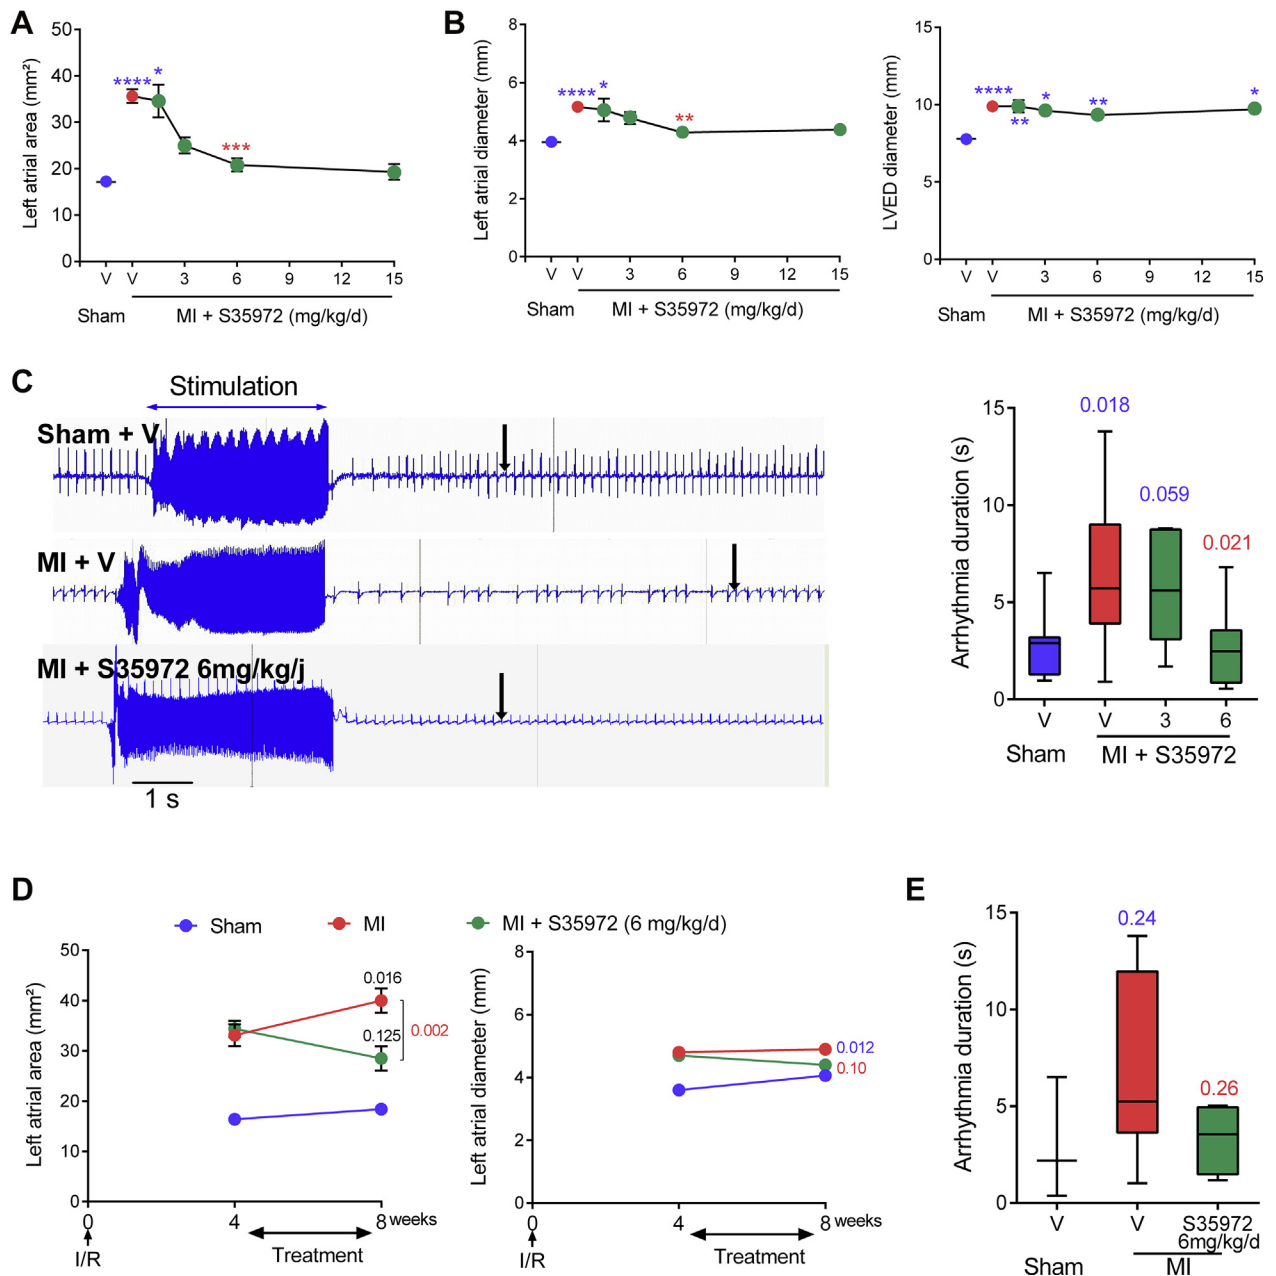 A
50
40
30
20
10
0
Left atrial area (mm²)
****
*
***
V
V
3
6
9
12
15
Sham
MI + S35972 (mg/kg/d)
B
8
6
4
2
0
Left atrial diameter (mm)
****
*
**
V
V
3
6
9
12
15
Sham
MI + S35972 (mg/kg/d)
15
10
5
0
LVED diameter (mm)
****
**
*
**
*
V
V
3
6
9
12
15
Sham
MI + S35972 (mg/kg/d)
C
Stimulation
Sham + V
MI + V
MI + S35972 6mg/kg/j
1 s
15
10
5
0
Arrhythmia duration (s)
0.018
0.059
0.021
V
V
3
6
Sham
MI + S35972
D
Sham
MI
MI + S35972 (6 mg/kg/d)
50
40
30
20
10
0
Left atrial area (mm²)
0.016
0.125
0.002
0
4
8 weeks
I/R
Treatment
8
6
4
2
0
Left atrial diameter (mm)
0.012
0.10
0
4
8 weeks
I/R
Treatment
E
15
10
5
0
Arrhythmia duration (s)
0.24
0.26
V
V
S35972
6mg/kg/d
Sham
MI